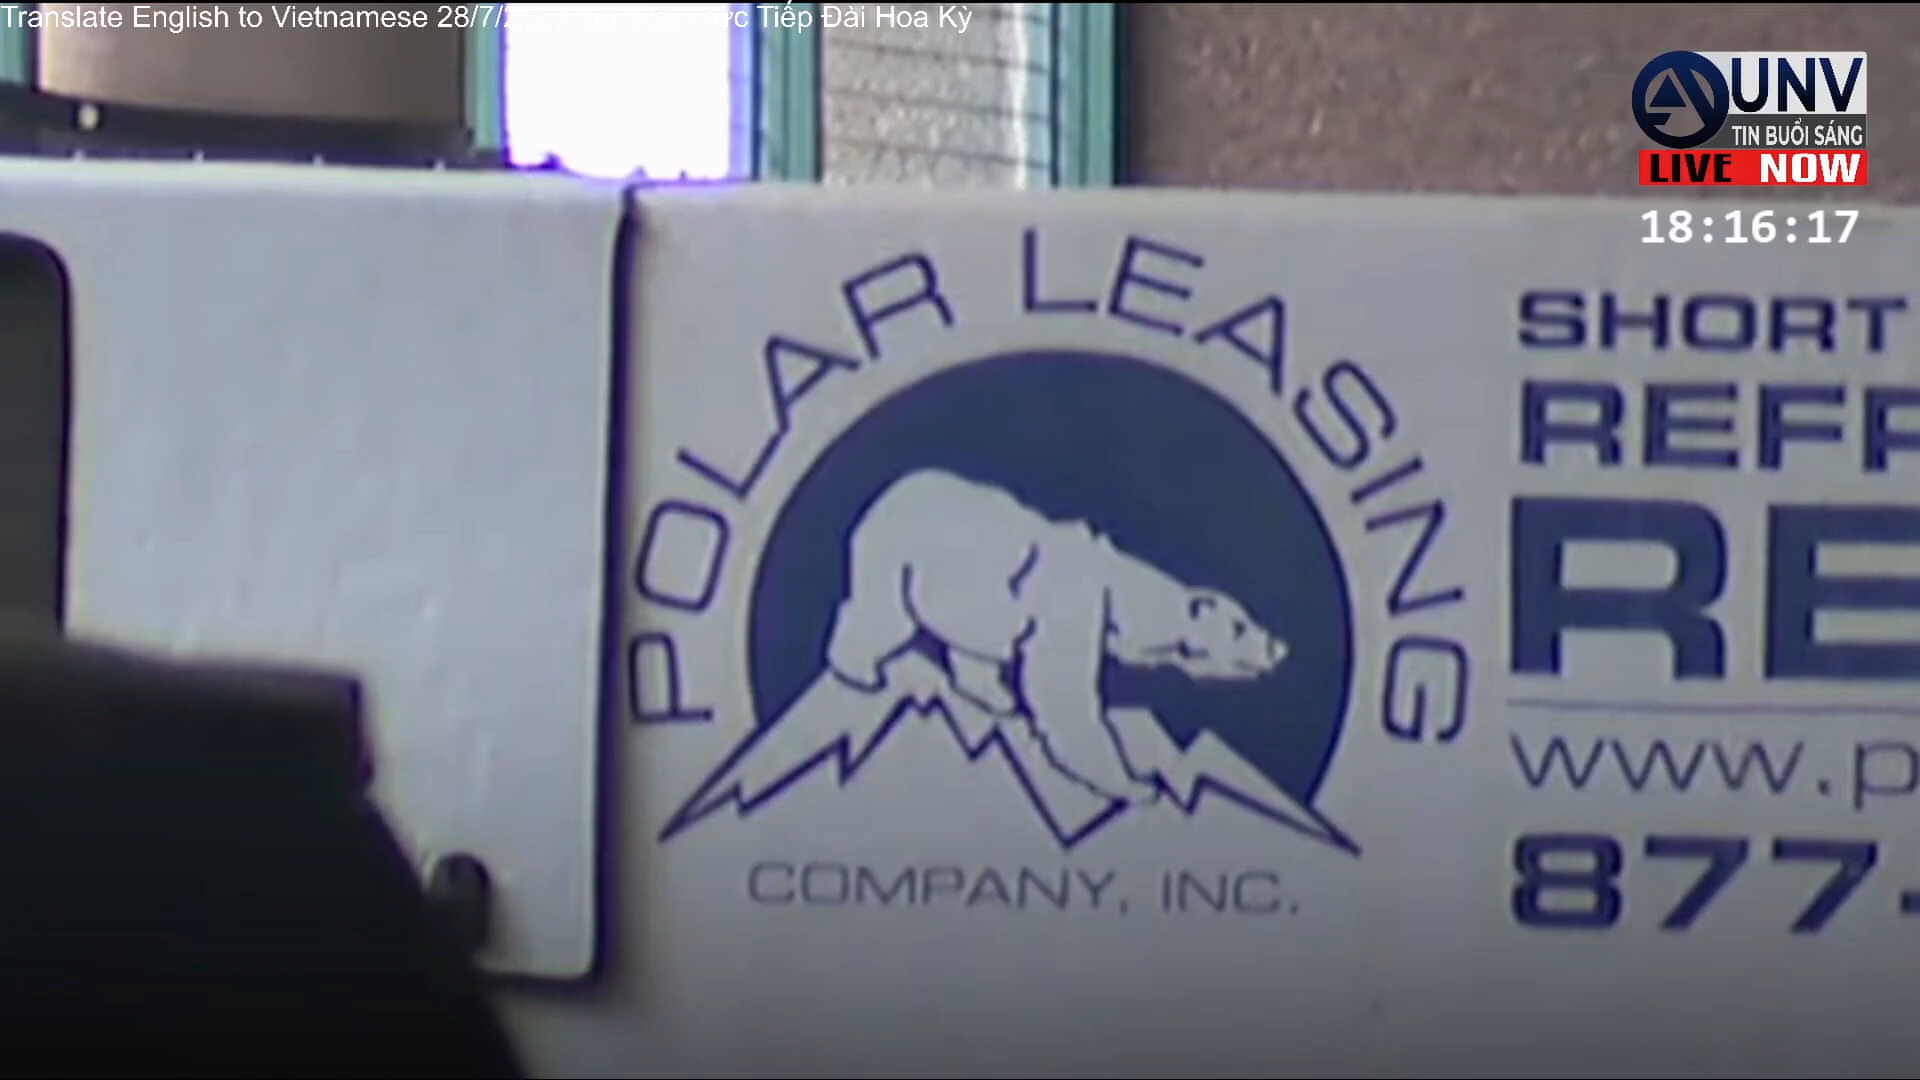 Translate English to Vietnamese 28/7/ Tiếp Đài Hoa Kỳ
UNV
TIN BUỔI SÁNG
LIVE NOW
18:16:17
POLAR LEASING
COMPANY, INC.
SHORT
RE
www.p
877-